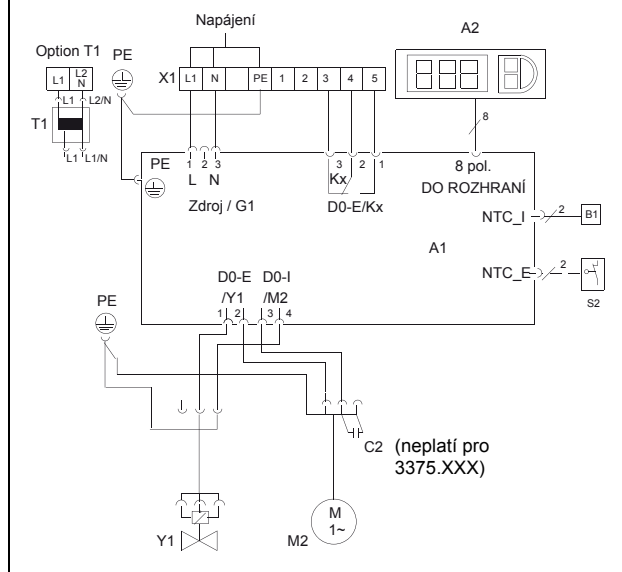 Napájení
A2
Option T1
PE
L1 L2 N
X1 L1 N PE 1 2 3 4 5
L1 L2/N
T1
8
L1 L1/N
PE 1 2 3
3 2 1
8 pol.
L N
Kx
DO ROZHRANÍ
Zdroj / G1
D0-E/Kx
NTC_I 2 B1
A1
NTC_E 2
S2
D0-E D0-I
/Y1 /M2
PE
1 2 3 4
C2 (neplatí pro
3375.XXX)
M
1~
Y1
M2